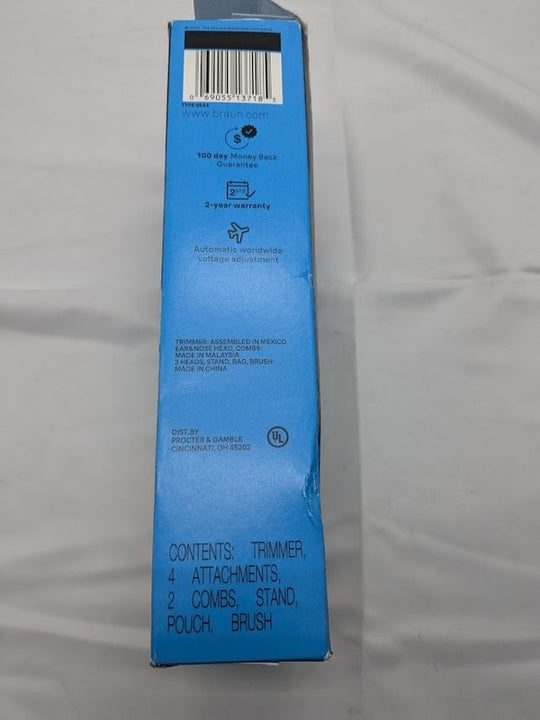 © 2021 The Procter&Gamble Company
0 69055 13718 5
TYPE5544
www.braun.com
$
100 day Money Back
Guarantee
2 yrs
2-year warranty
Automatic worldwide
voltage adjustment
TRIMMER: ASSEMBLED IN MEXICO
EAR&NOSE HEAD, COMBS:
MADE IN MALAYSIA
3 HEADS, STAND, BAG, BRUSH:
MADE IN CHINA
DIST.BY
PROCTER & GAMBLE
CINCINNATI, OH 45202
UL
CONTENTS: TRIMMER,
4 ATTACHMENTS,
2 COMBS, STAND,
POUCH, BRUSH